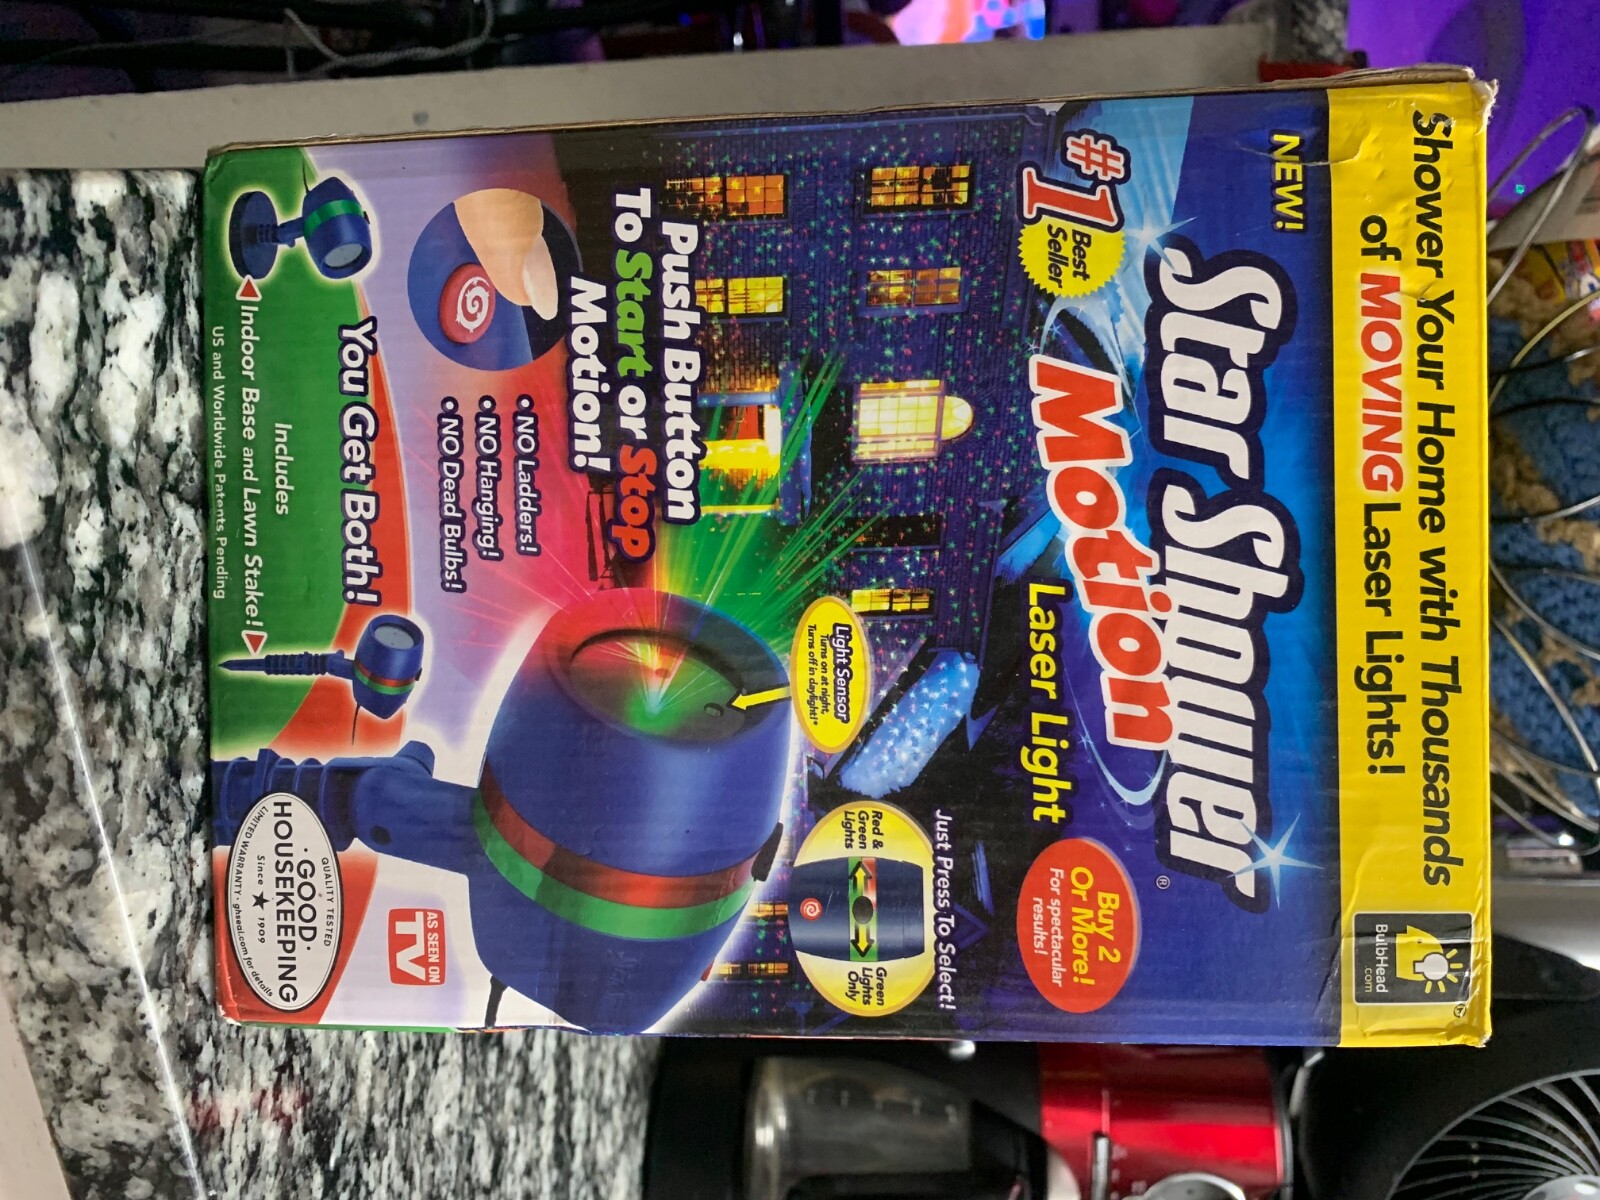 Shower Your Home with Thousands
of MOVING Laser Lights!
BulbHead
.com
NEW!
Star Shower®
Motion
Laser Light
#1
Best
Seller
Buy 2
Or More!
For spectacular
results!
Just Press To Select!
Red &
Green
Lights
Green
Lights
Only
Light Sensor
Turns on at night,
Turns off in daylight!*
Push Button
To Start or Stop
Motion!
• NO Ladders!
• NO Hanging!
• NO Dead Bulbs!
You Get Both!
Includes
Indoor Base and Lawn Stake!
US and Worldwide Patents Pending
AS SEEN ON
TV
QUALITY TESTED
• GOOD •
HOUSEKEEPING
Since ★ 1909
LIMITED WARRANTY • ghseal.com for details